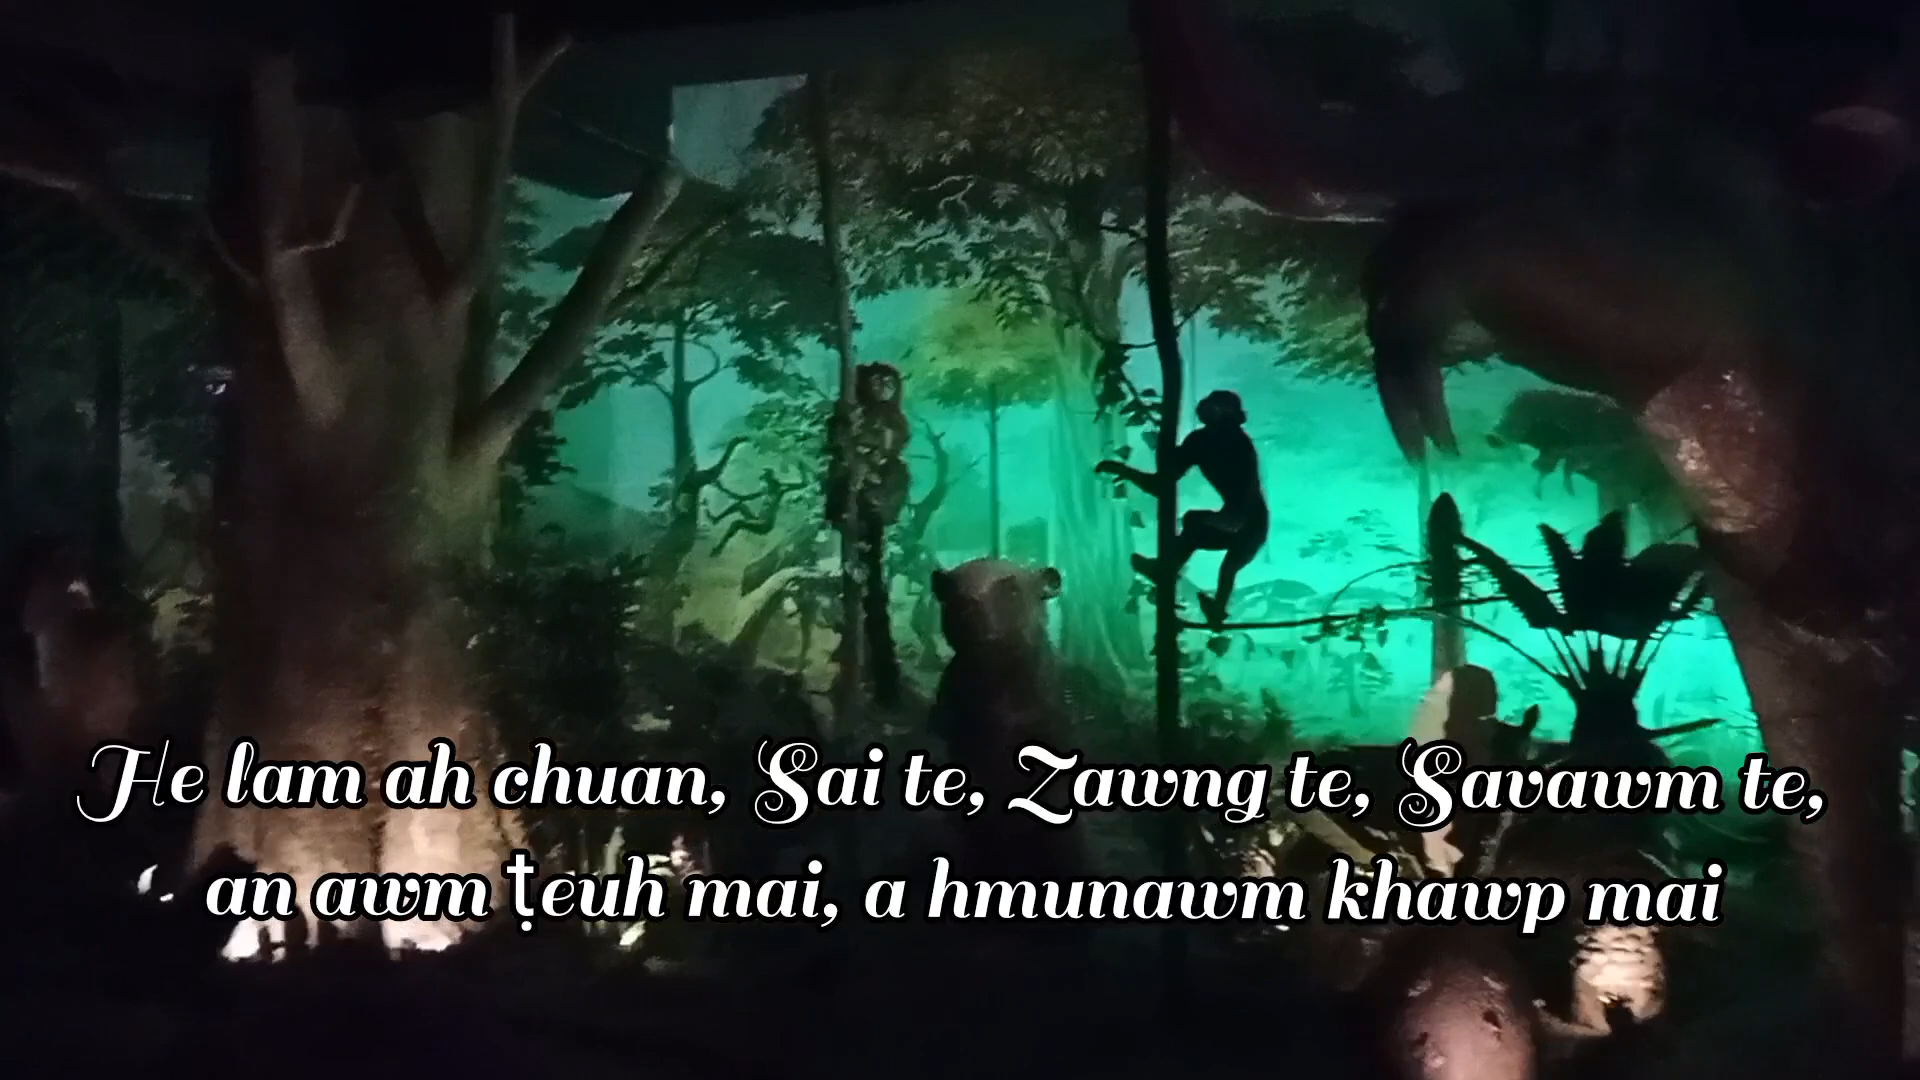 He lam ah chuan, Sai te, Zawng te, Savawm te,
an awm ṭeuh mai, a hmunawm khawp mai